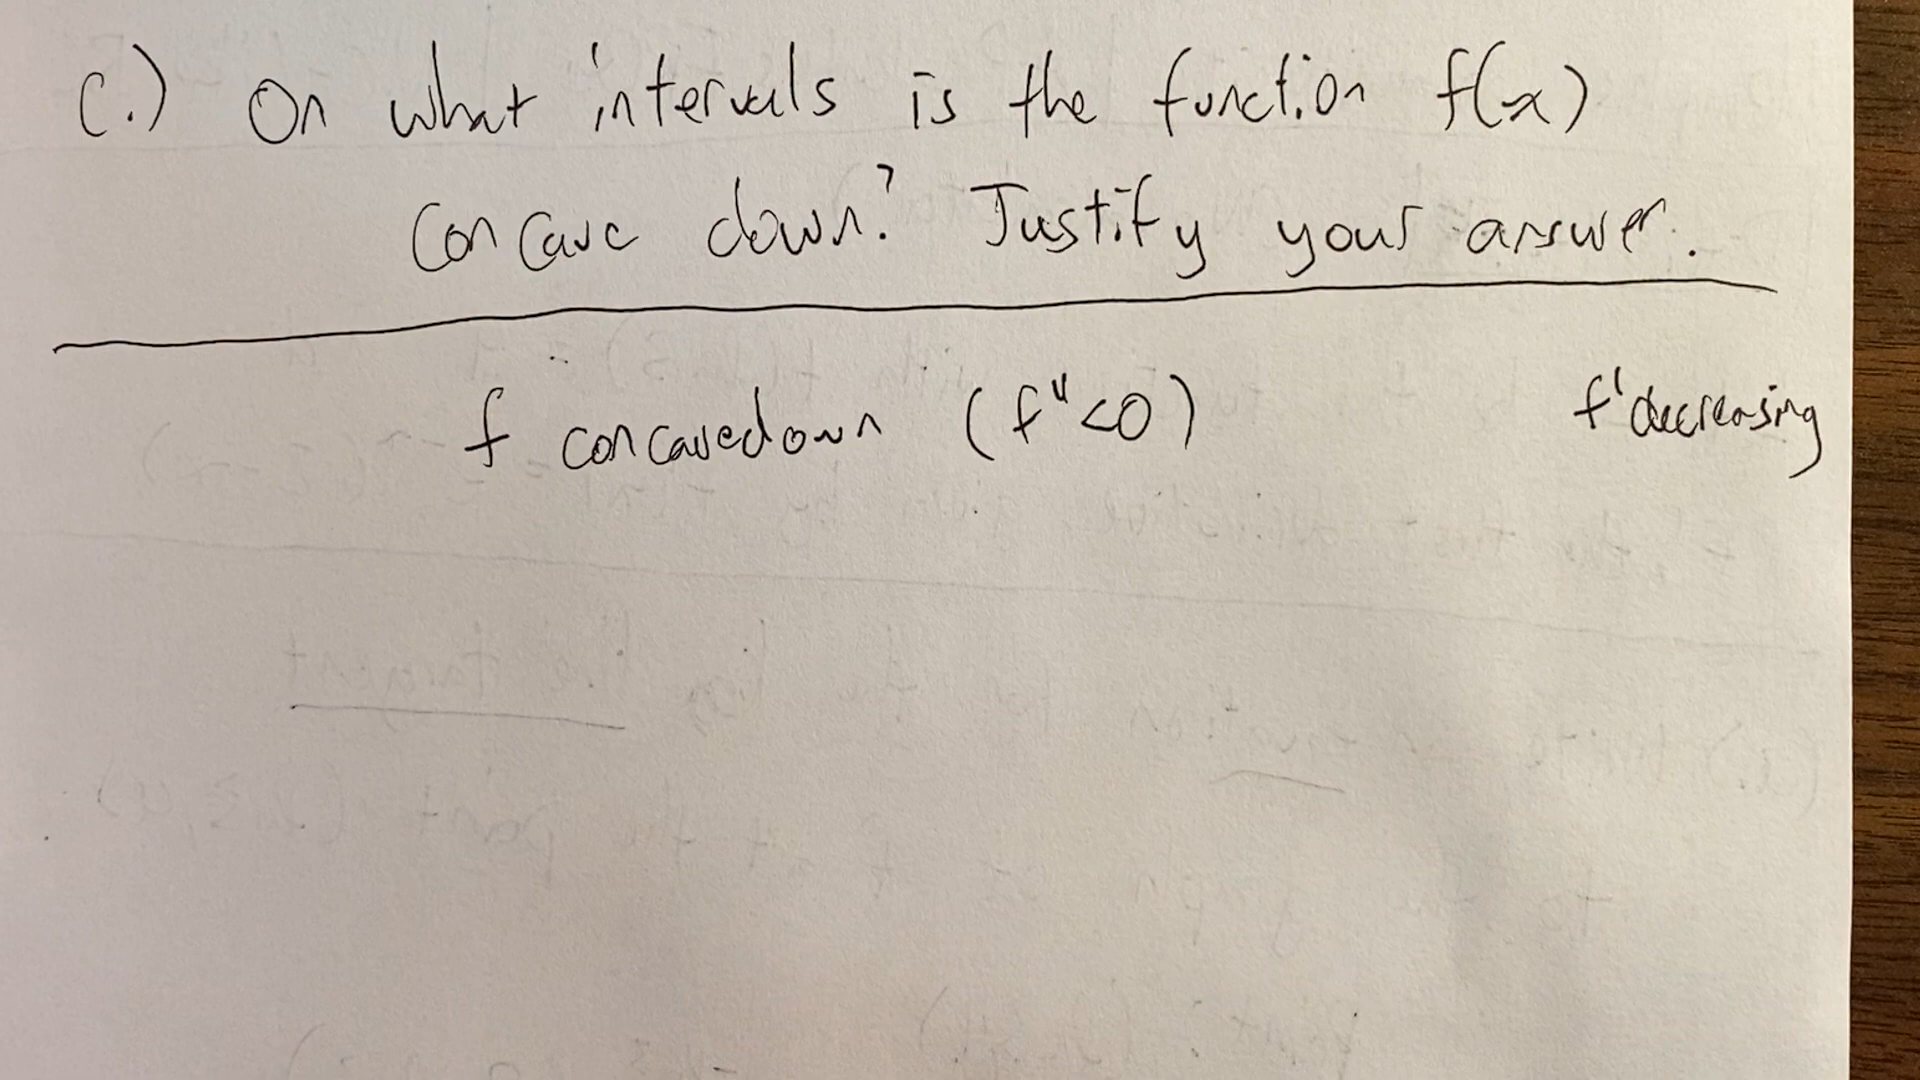 C.) On what intervals is the function f(x)
concave down? Justify your answer.
f concavedown (f"<0) f'decreasing